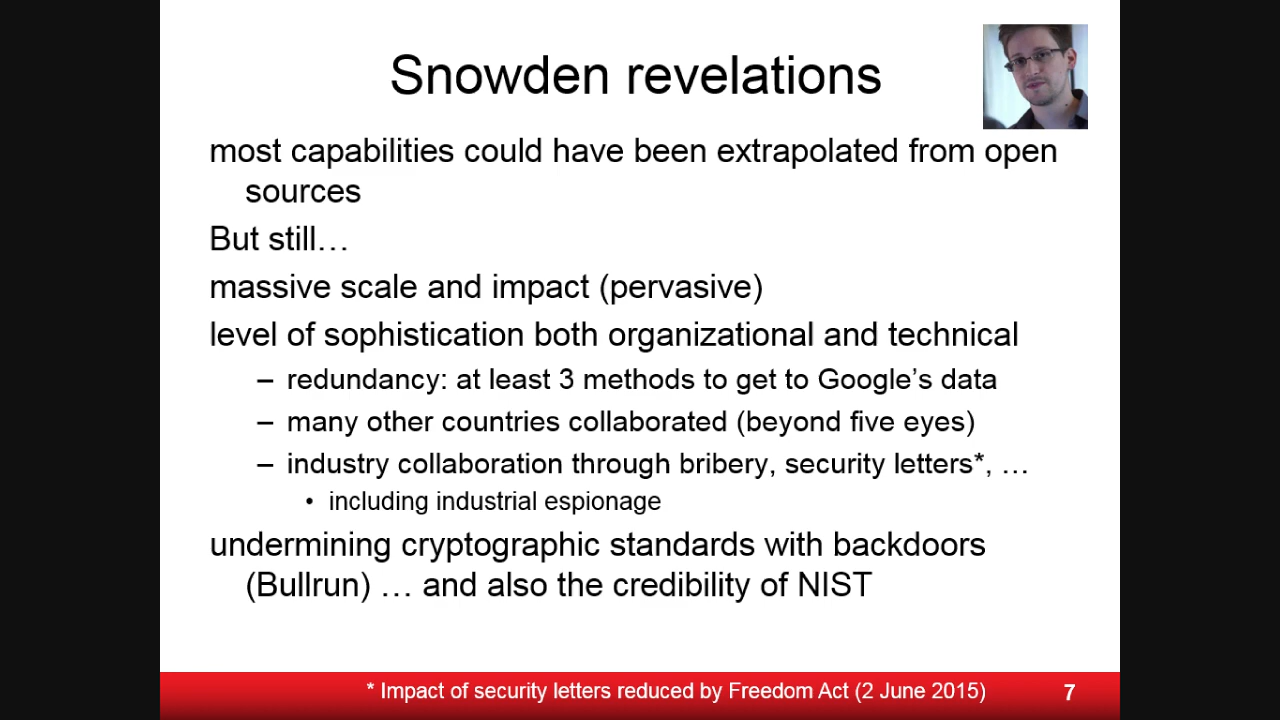 Snowden revelations
most capabilities could have been extrapolated from open
sources
But still…
massive scale and impact (pervasive)
level of sophistication both organizational and technical
– redundancy: at least 3 methods to get to Google's data
– many other countries collaborated (beyond five eyes)
– industry collaboration through bribery, security letters*, …
• including industrial espionage
undermining cryptographic standards with backdoors
(Bullrun) … and also the credibility of NIST
* Impact of security letters reduced by Freedom Act (2 June 2015) 7